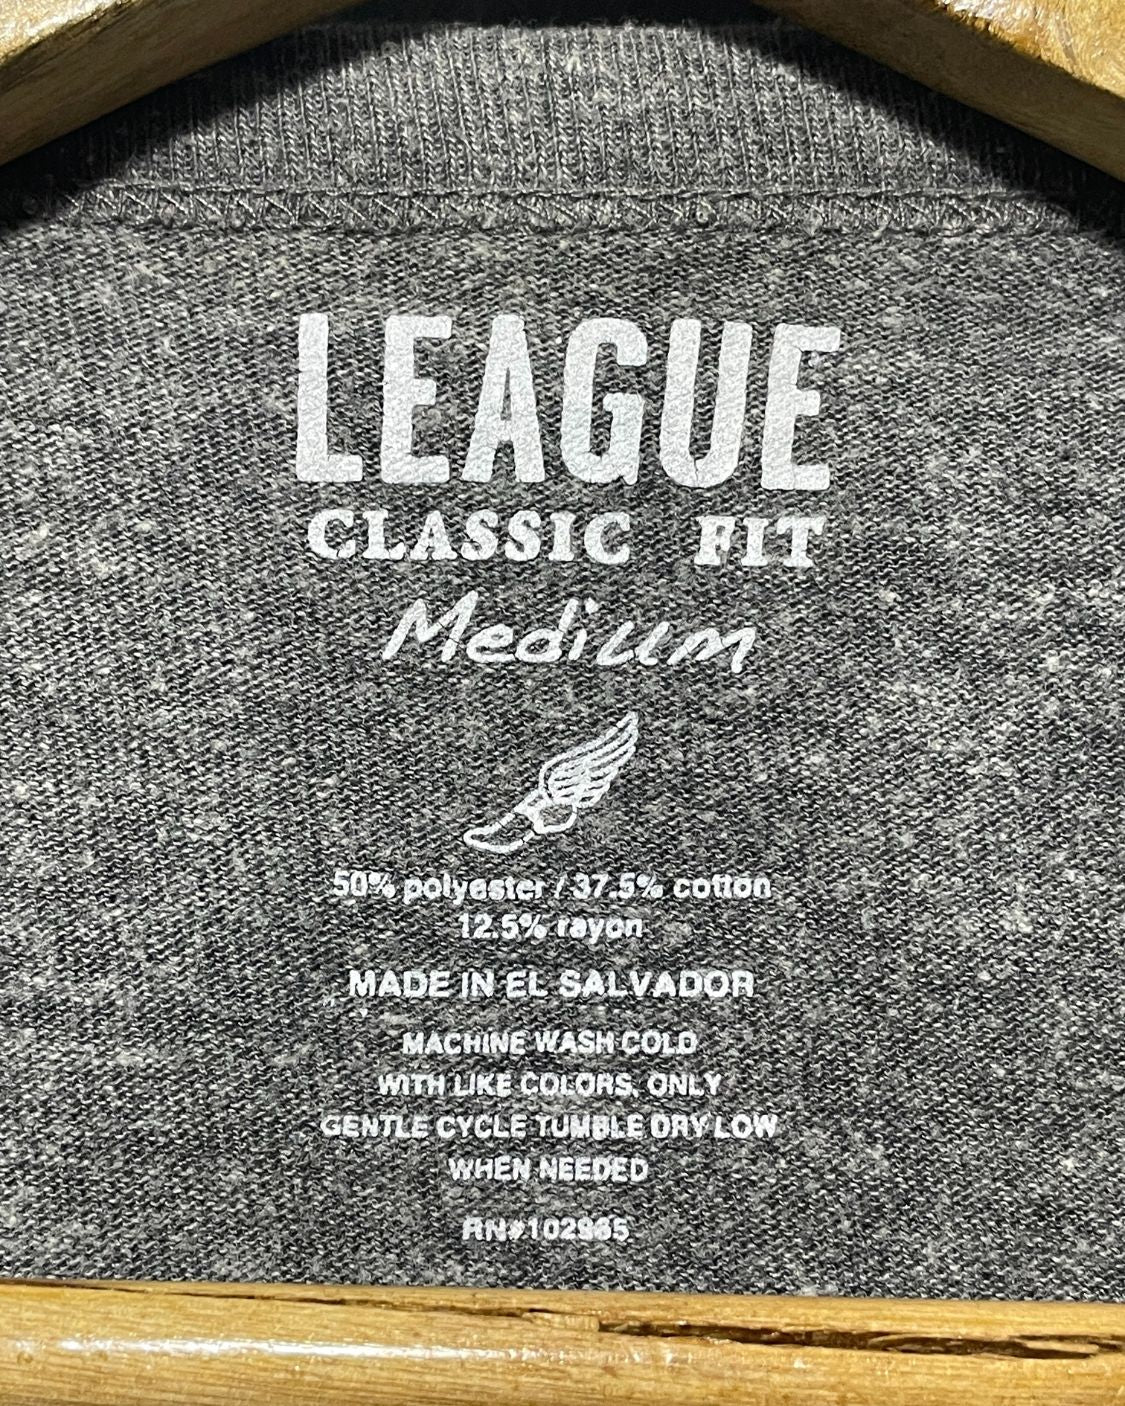 LEAGUE
CLASSIC FIT
Medium
50% polyester / 37.5% cotton
12.5% rayon
MADE IN EL SALVADOR
MACHINE WASH COLD
WITH LIKE COLORS, ONLY
GENTLE CYCLE TUMBLE DRY LOW
WHEN NEEDED